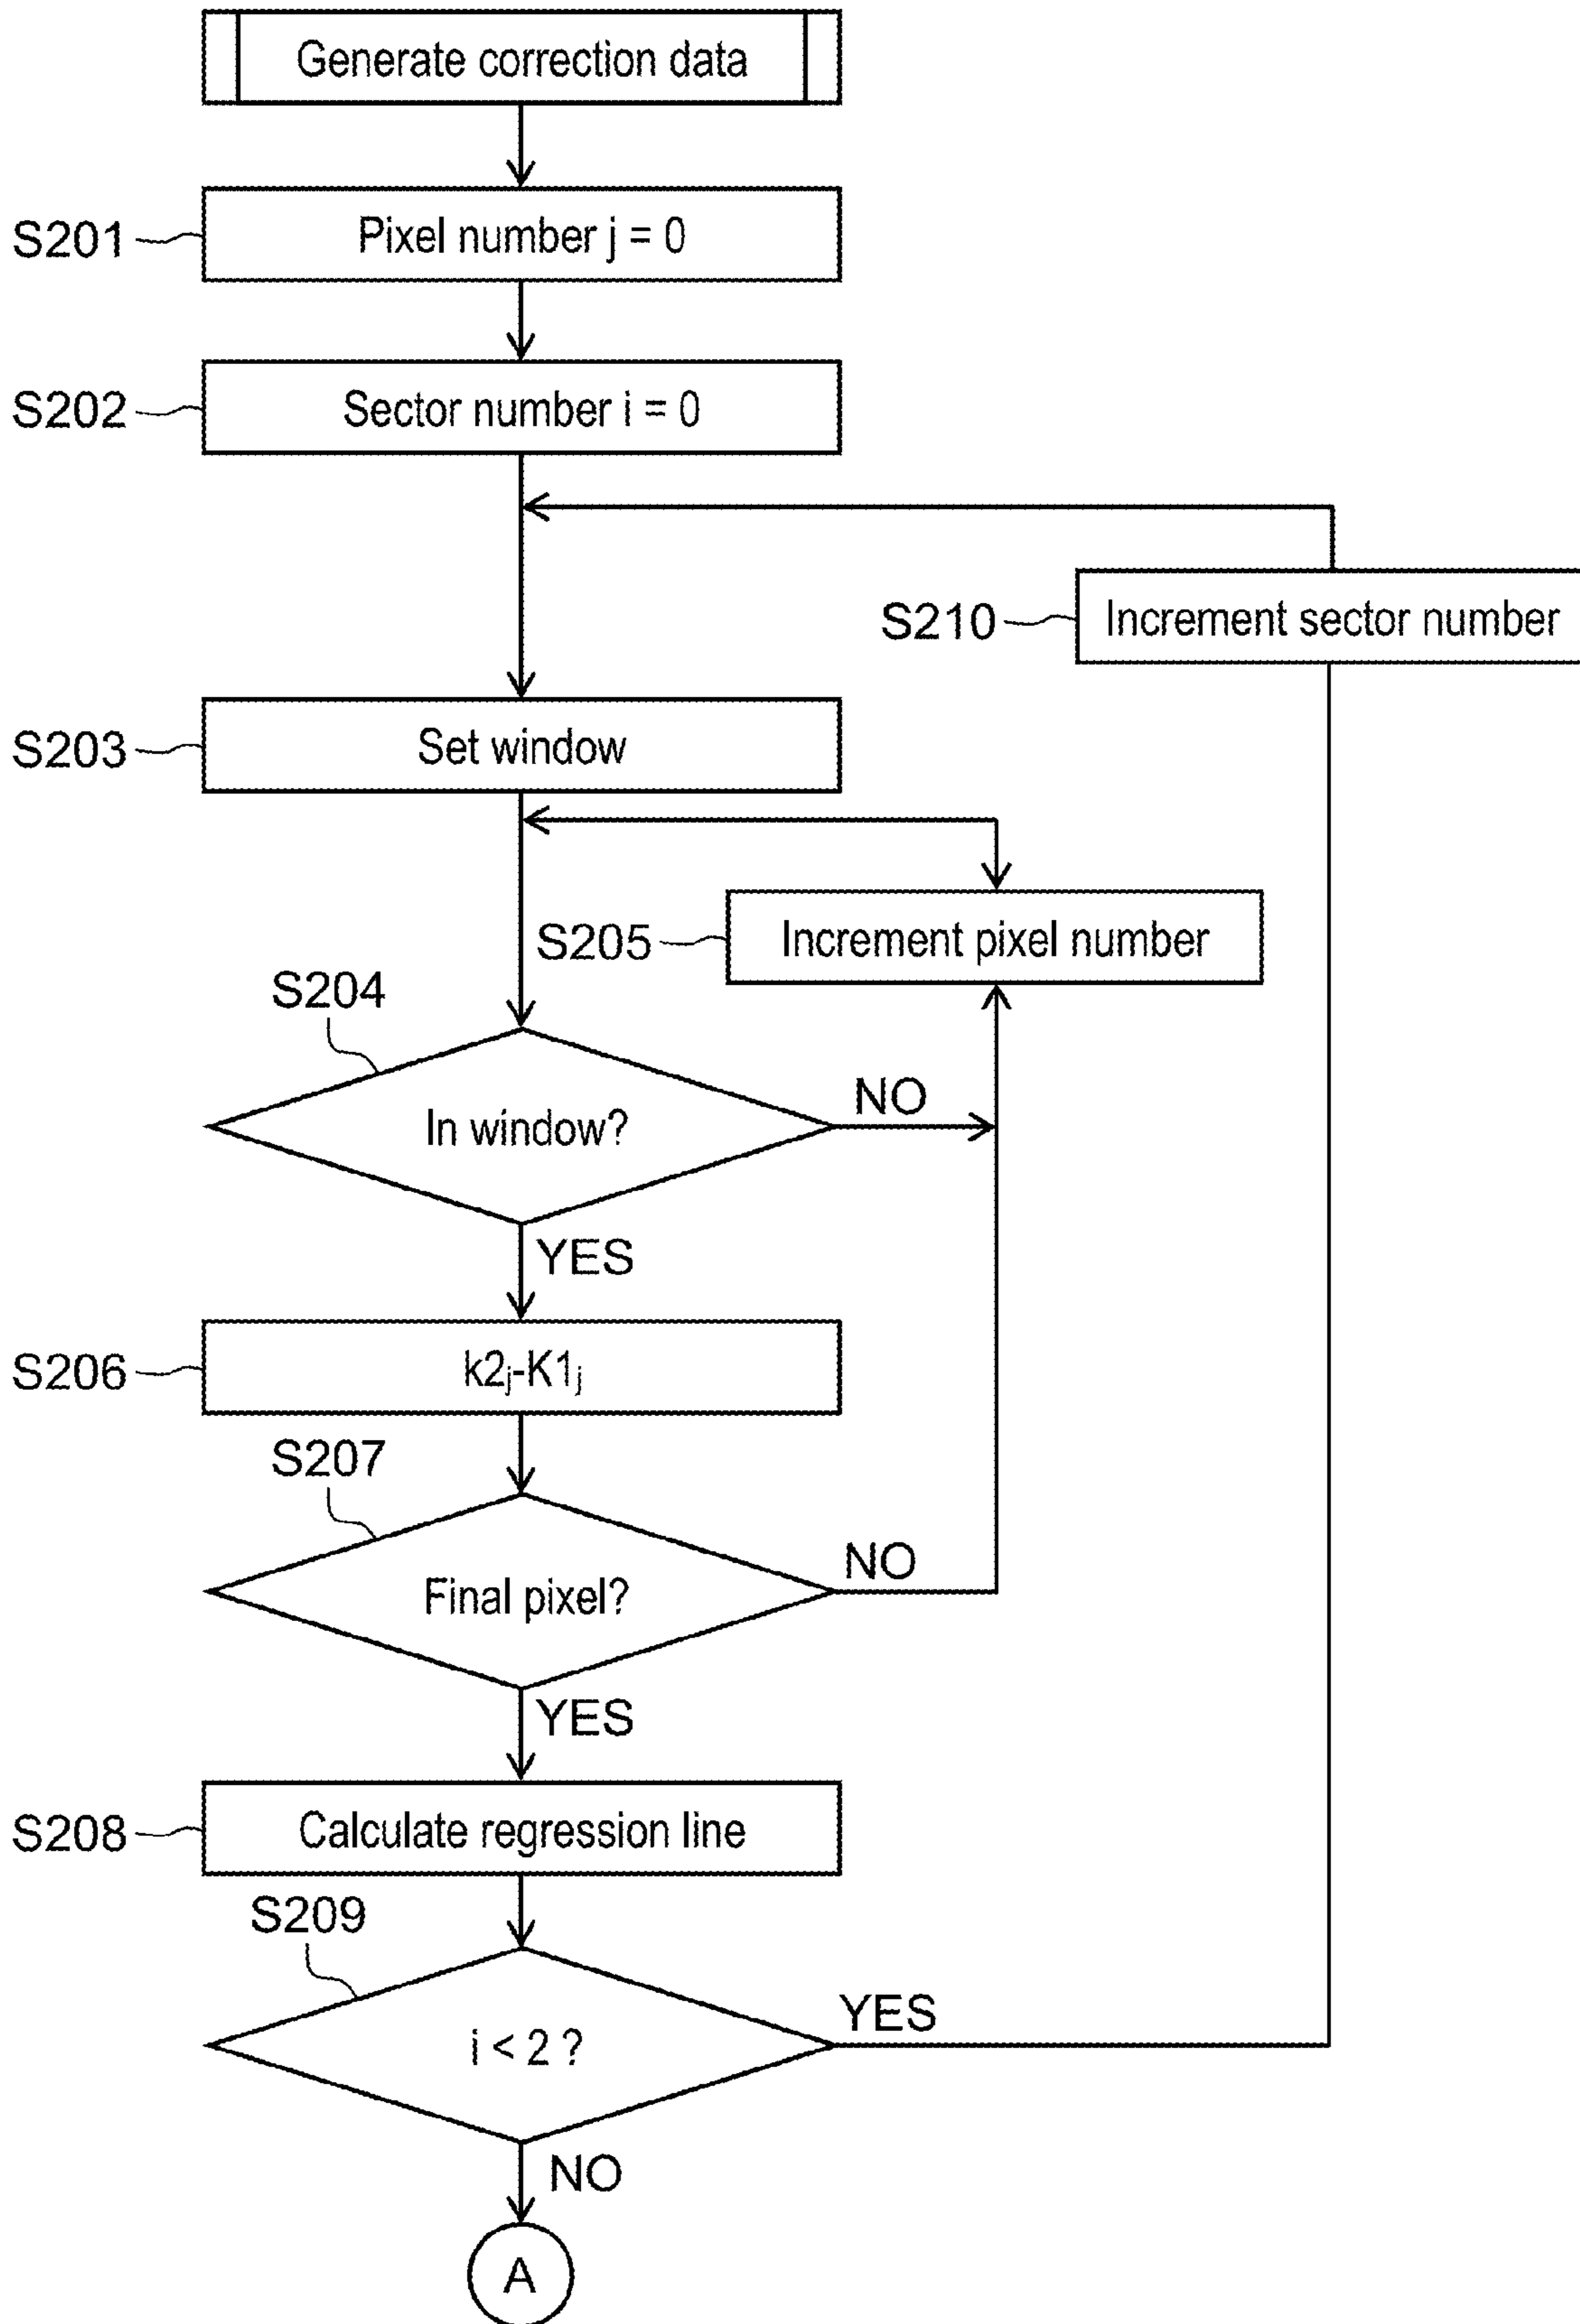 Generate correction data
S201
Pixel number j = 0
S202
Sector number i = 0
S210
Increment sector number
S203
Set window
S205
Increment pixel number
S204
In window?
NO
YES
S206
k2j-K1j
S207
Final pixel?
NO
YES
S208
Calculate regression line
S209
i < 2 ?
YES
NO
A